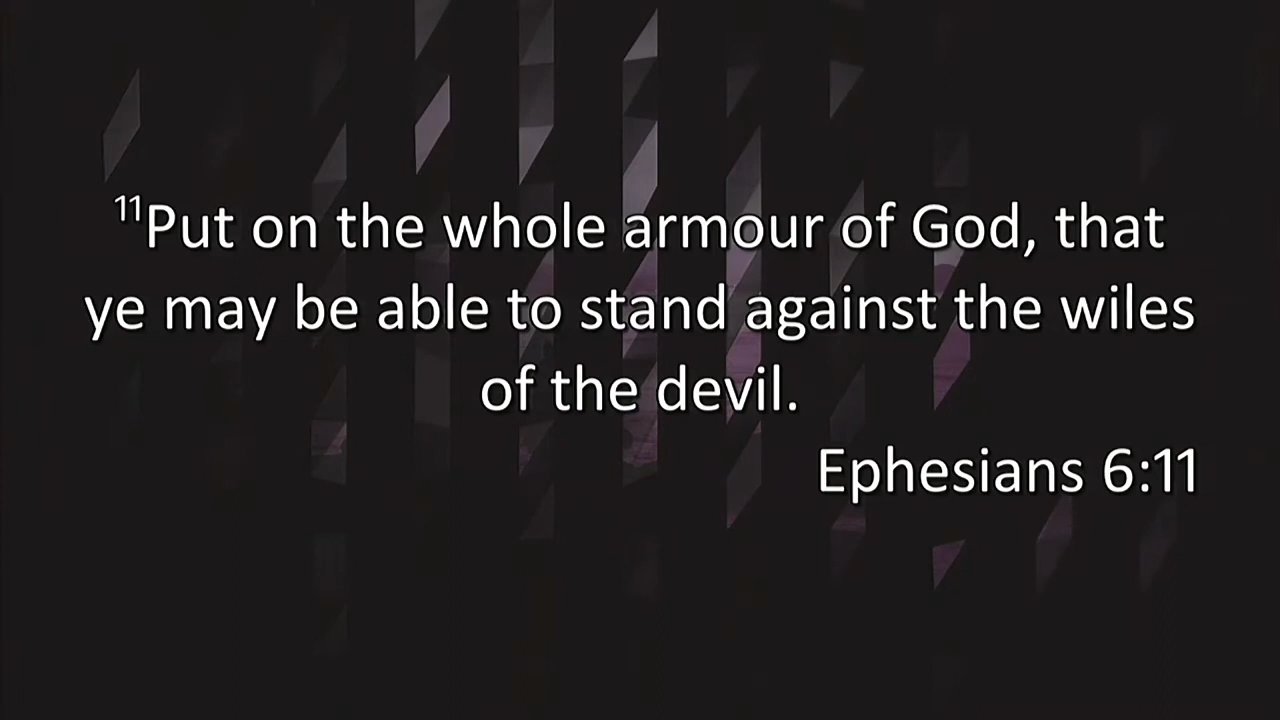 ¹¹Put on the whole armour of God, that
ye may be able to stand against the wiles
of the devil.
Ephesians 6:11